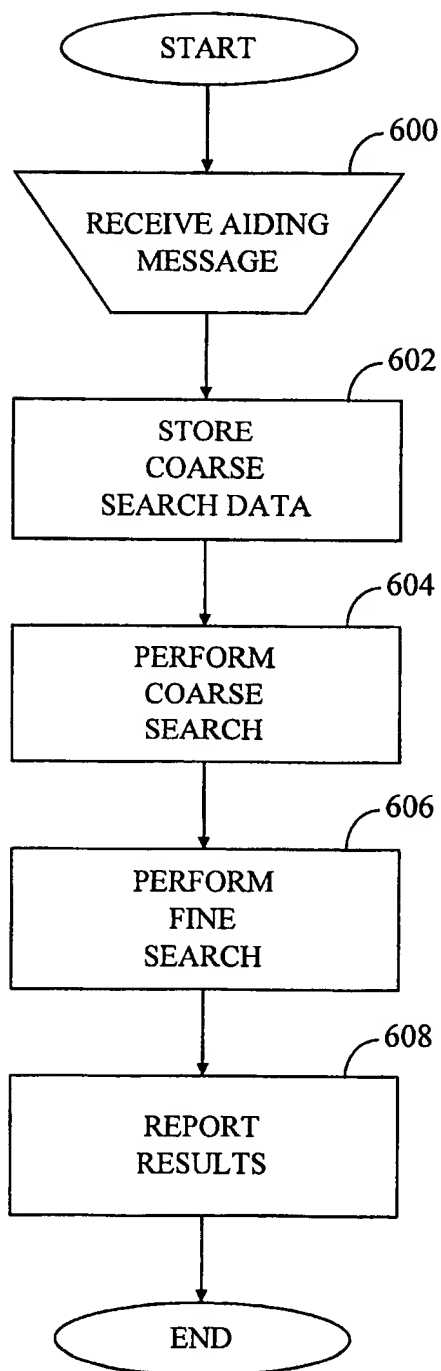 START
600
RECEIVE AIDING
MESSAGE
602
STORE
COARSE
SEARCH DATA
604
PERFORM
COARSE
SEARCH
606
PERFORM
FINE
SEARCH
608
REPORT
RESULTS
END